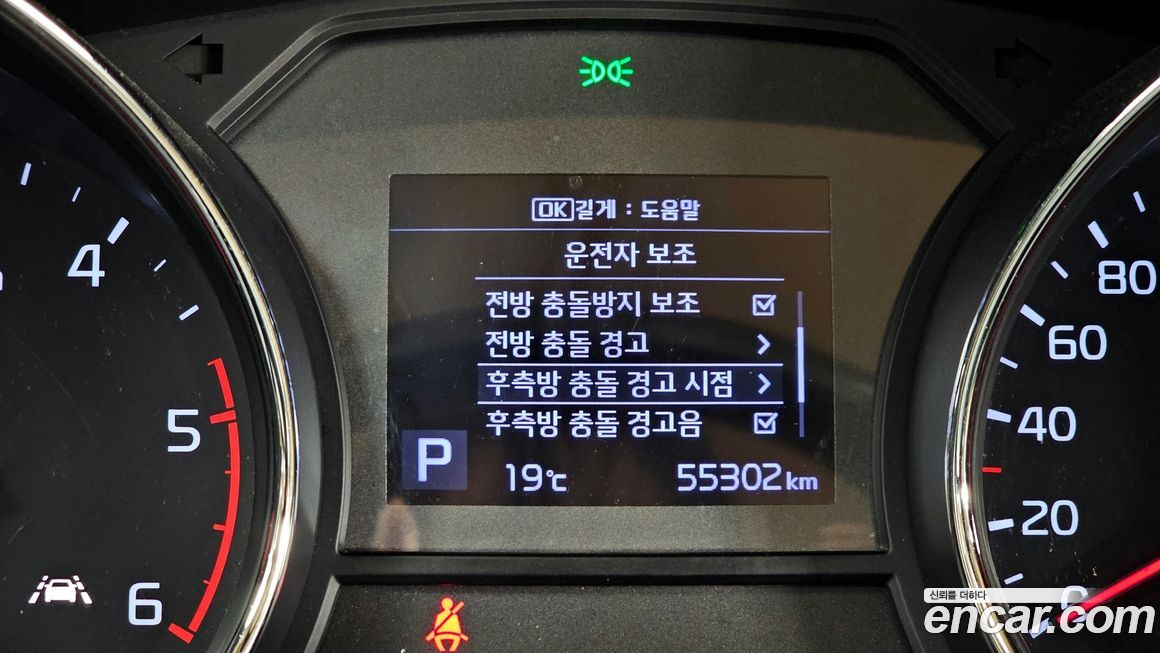 OK길게 : 도움말
운전자 보조
전방 충돌방지 보조
전방 충돌 경고
후측방 충돌 경고 시점
후측방 충돌 경고음
P 19℃ 55302km
4
5
6
80
60
40
20
0
신뢰를 더하다
encar.com